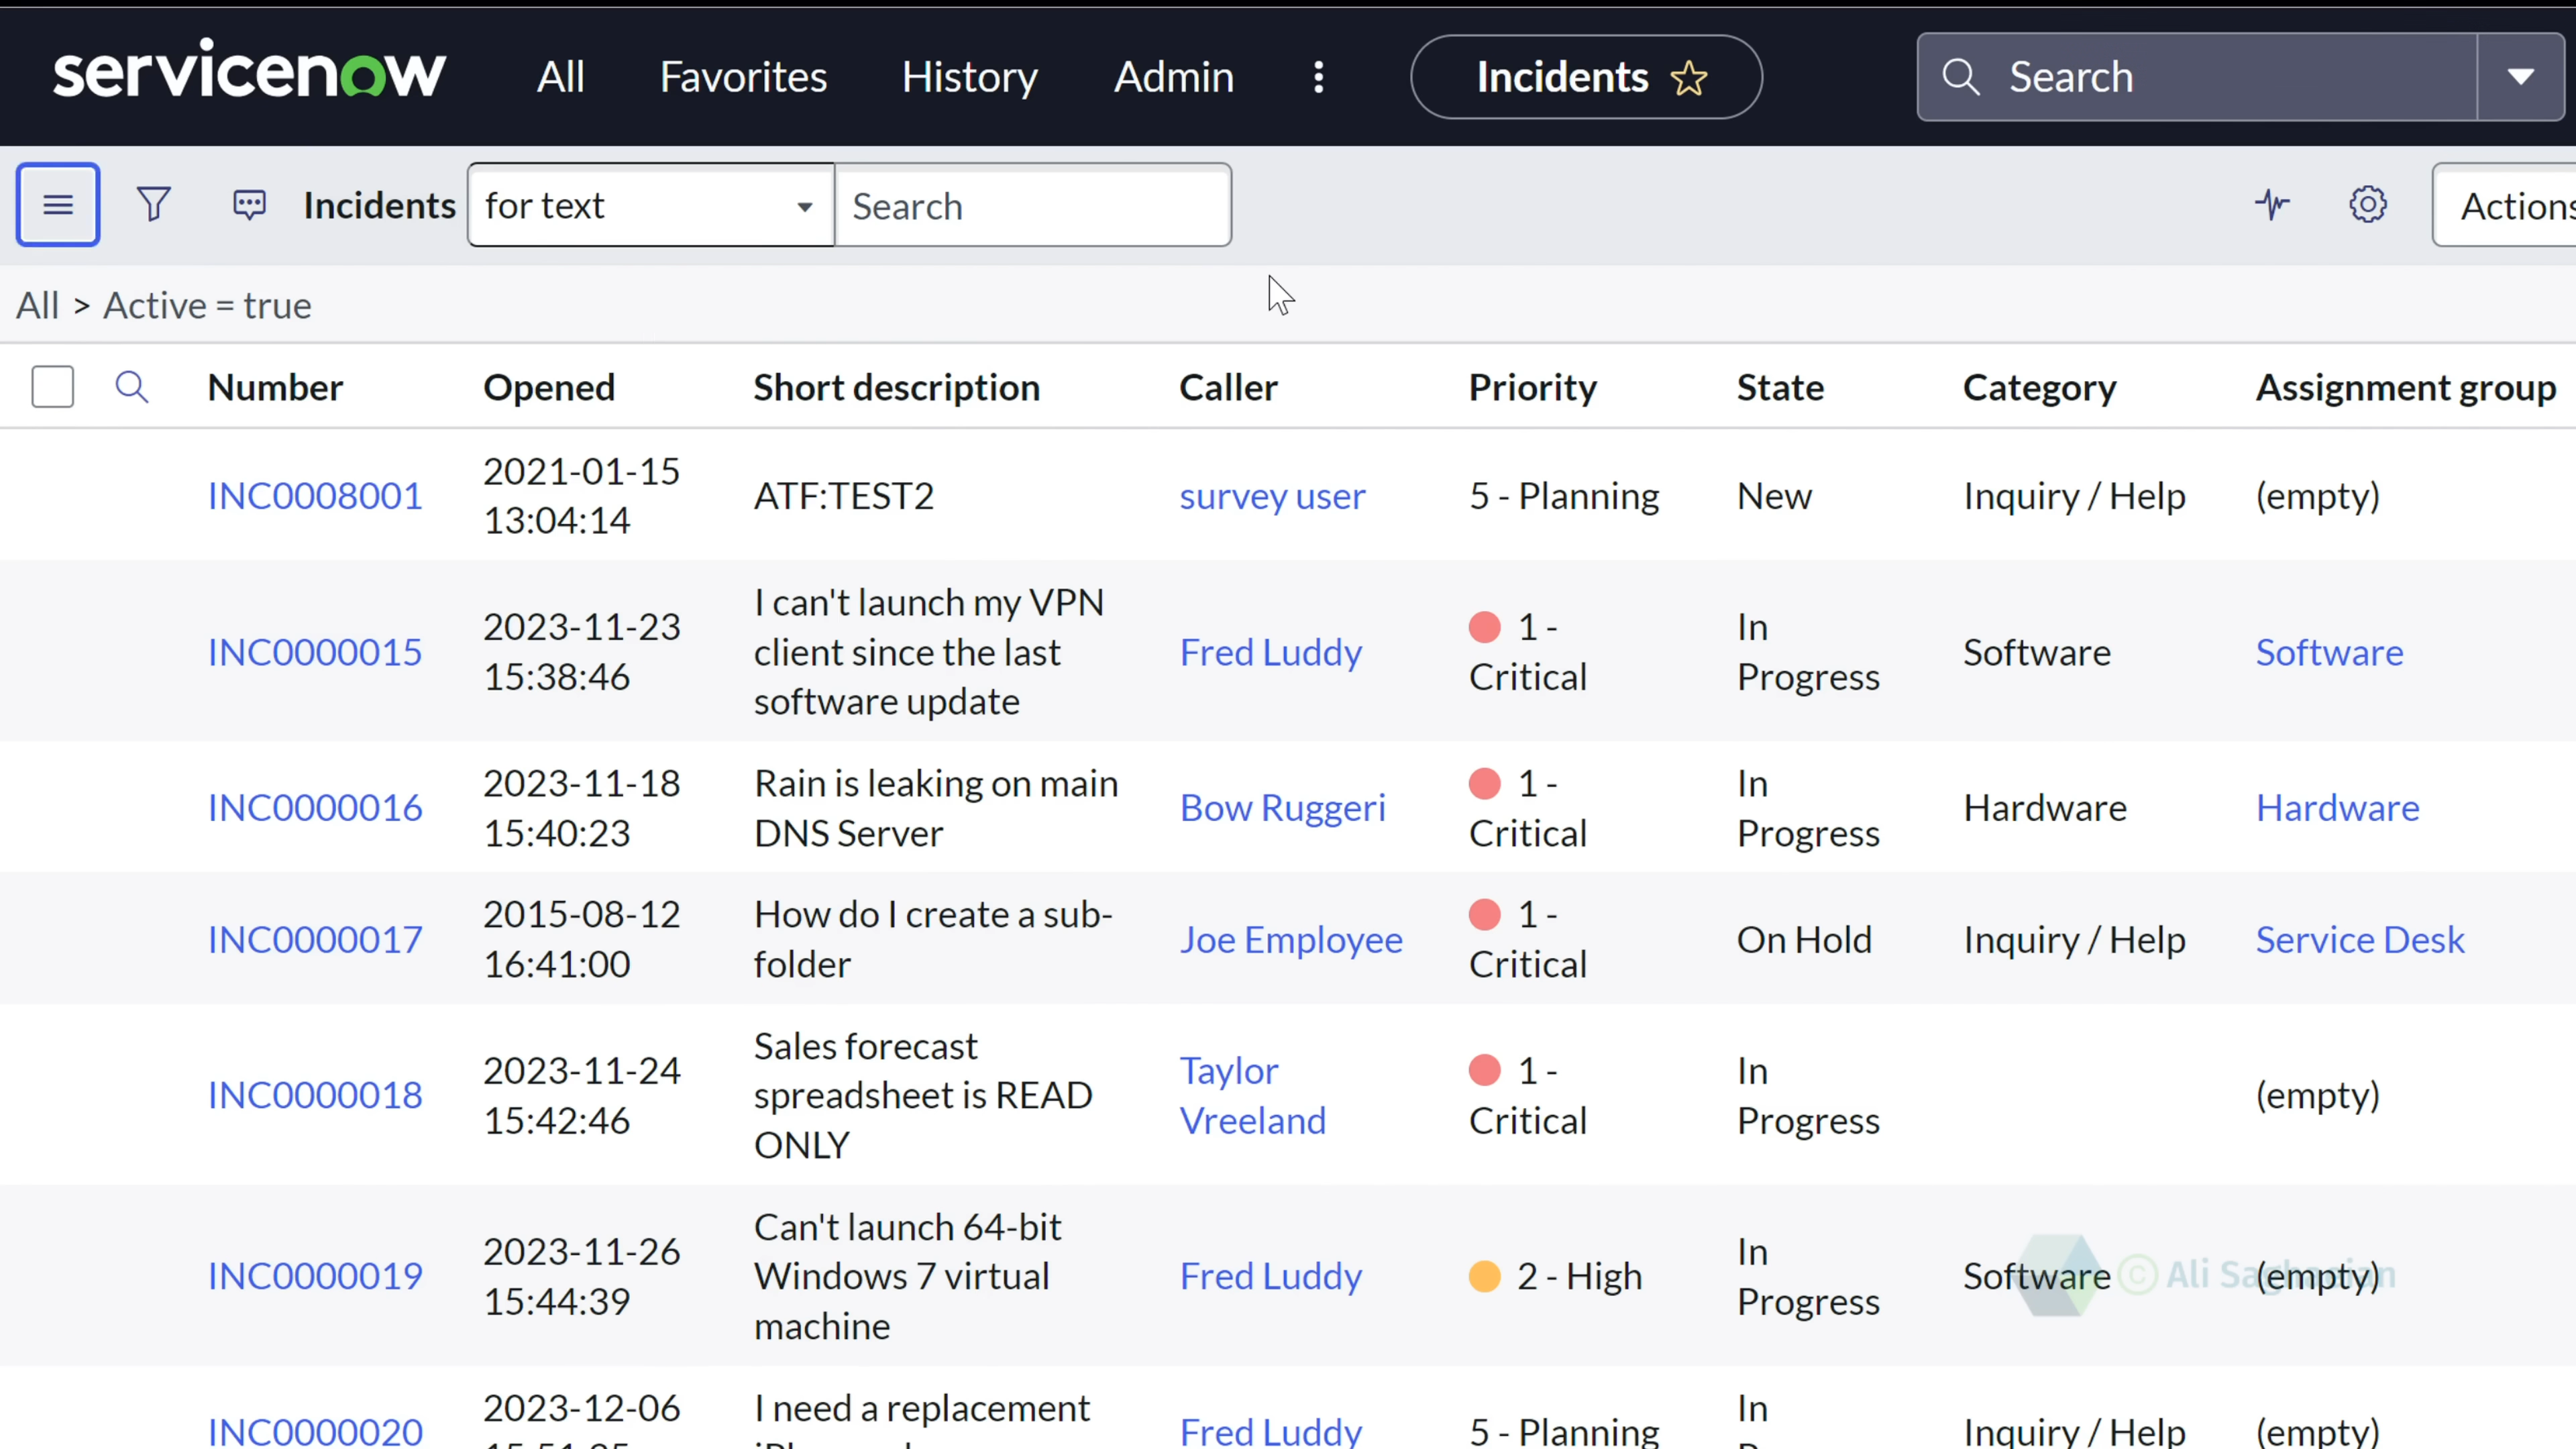 servicenow All Favorites History Admin Incidents Search
Incidents for text Search Actions
All > Active = true
Number Opened Short description Caller Priority State Category Assignment group
INC0008001 2021-01-15 13:04:14 ATF:TEST2 survey user 5 - Planning New Inquiry / Help (empty)
INC0000015 2023-11-23 15:38:46 I can't launch my VPN client since the last software update Fred Luddy 1 - Critical In Progress Software Software
INC0000016 2023-11-18 15:40:23 Rain is leaking on main DNS Server Bow Ruggeri 1 - Critical In Progress Hardware Hardware
INC0000017 2015-08-12 16:41:00 How do I create a sub-folder Joe Employee 1 - Critical On Hold Inquiry / Help Service Desk
INC0000018 2023-11-24 15:42:46 Sales forecast spreadsheet is READ ONLY Taylor Vreeland 1 - Critical In Progress (empty)
INC0000019 2023-11-26 15:44:39 Can't launch 64-bit Windows 7 virtual machine Fred Luddy 2 - High In Progress Software (empty)
© Ali Saghaeian
INC0000020 2023-12-06 I need a replacement Fred Luddy 5 - Planning In Inquiry / Help (empty)